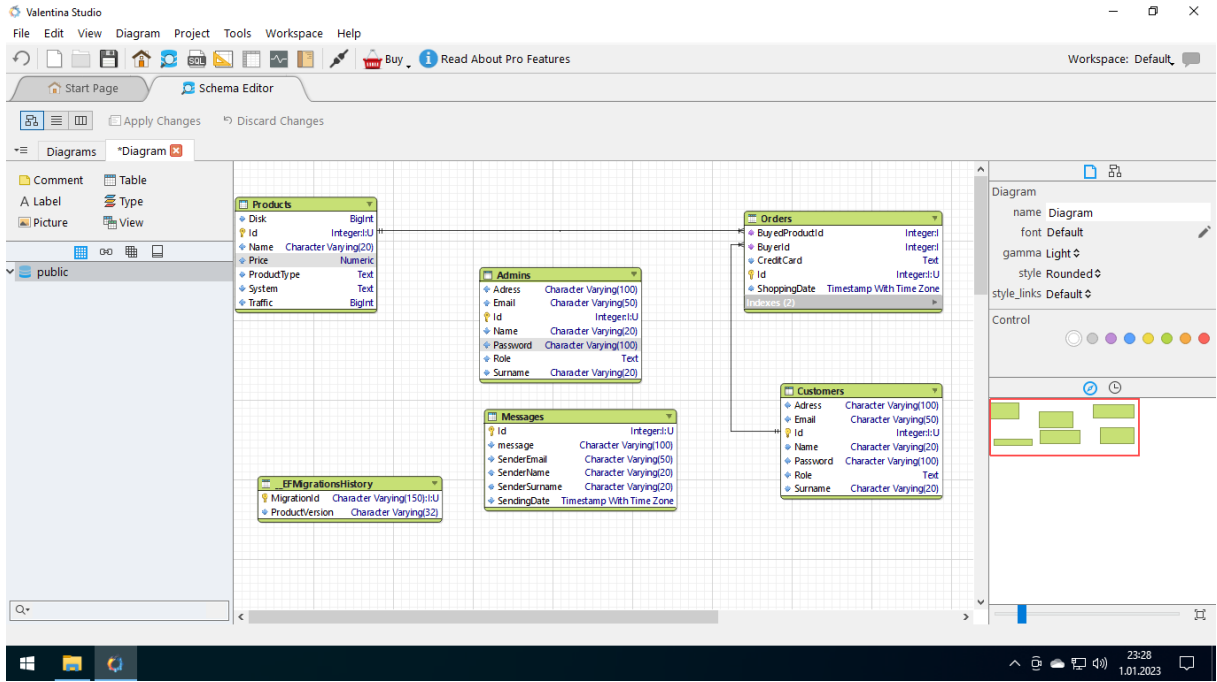 Valentina Studio
File Edit View Diagram Project Tools Workspace Help
SQL Buy Read About Pro Features Workspace: Default
Start Page Schema Editor
Apply Changes Discard Changes
Diagrams *Diagram
Comment Table
A Label Type
Picture View
public
Products
Disk BigInt
Id Integer:I:U
Name Character Varying(20)
Price Numeric
ProductType Text
System Text
Traffic BigInt
Admins
Adress Character Varying(100)
Email Character Varying(50)
Id Integer:I:U
Name Character Varying(20)
Password Character Varying(100)
Role Text
Surname Character Varying(20)
Orders
BuyedProductId Integer:I
BuyerId Integer:I
CreditCard Text
Id Integer:I:U
ShoppingDate Timestamp With Time Zone
Indexes (2)
Messages
Id Integer:I:U
message Character Varying(100)
SenderEmail Character Varying(50)
SenderName Character Varying(20)
SenderSurname Character Varying(20)
SendingDate Timestamp With Time Zone
Customers
Adress Character Varying(100)
Email Character Varying(50)
Id Integer:I:U
Name Character Varying(20)
Password Character Varying(100)
Role Text
Surname Character Varying(20)
__EFMigrationsHistory
MigrationId Character Varying(150):I:U
ProductVersion Character Varying(32)
Diagram
name Diagram
font Default
gamma Light
style Rounded
style_links Default
Control
23:28
1.01.2023